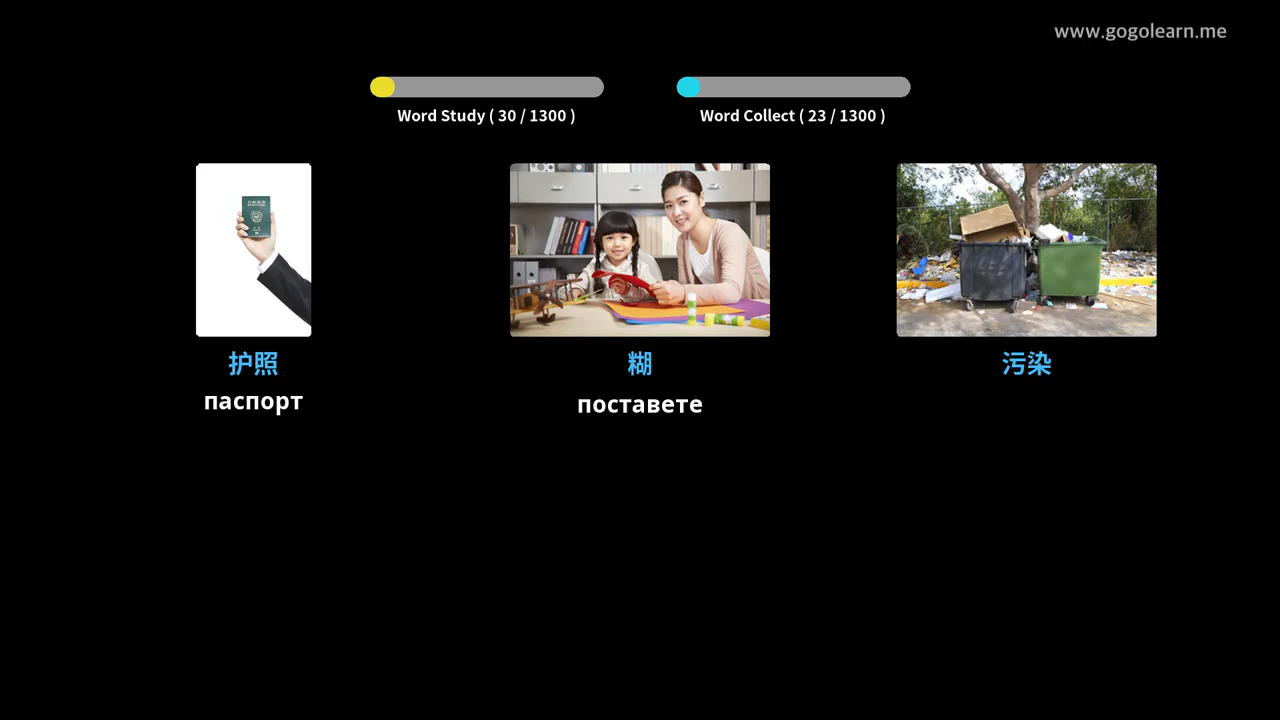 www.gogolearn.me
Word Study ( 30 / 1300 )
Word Collect ( 23 / 1300 )
护照
糊
污染
паспорт
поставете